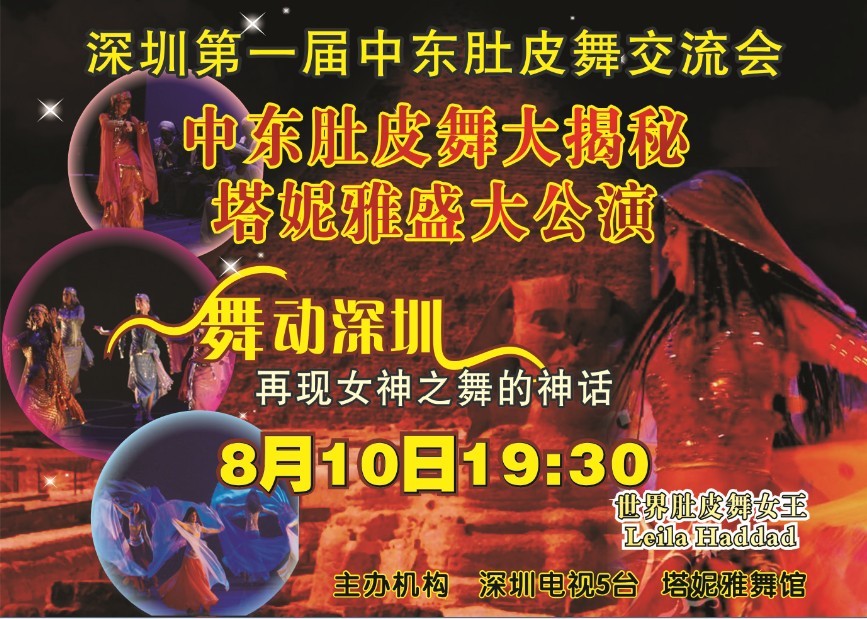 深圳第一届中东肚皮舞交流会
中东肚皮舞大揭秘
塔妮雅盛大公演
舞动深圳
再现女神之舞的神话
8月10日19:30
世界肚皮舞女王
Leila Haddad
主办机构 深圳电视5台 塔妮雅舞馆